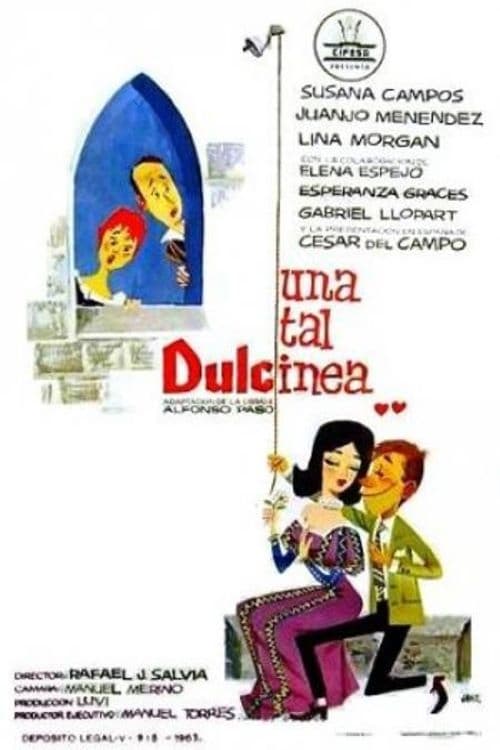 CIFESA
presenta
SUSANA CAMPOS
JUANJO MENENDEZ
LINA MORGAN
CON LA COLABORACION DE
ELENA ESPEJO
ESPERANZA GRACES
GABRIEL LLOPART
Y LA PRESENTACION EN ESPAÑA DE
CESAR DEL CAMPO
una
tal
Dulcinea...
ADAPTACION DE LA OBRA DE
ALFONSO PASO
DIRECTOR: RAFAEL J. SALVIA
CAMARA: MANUEL MERINO
PRODUCCION LUVI
PRODUCTOR EJECUTIVO: MANUEL TORRES
DEPOSITO LEGAL-V - 918 - 1963.